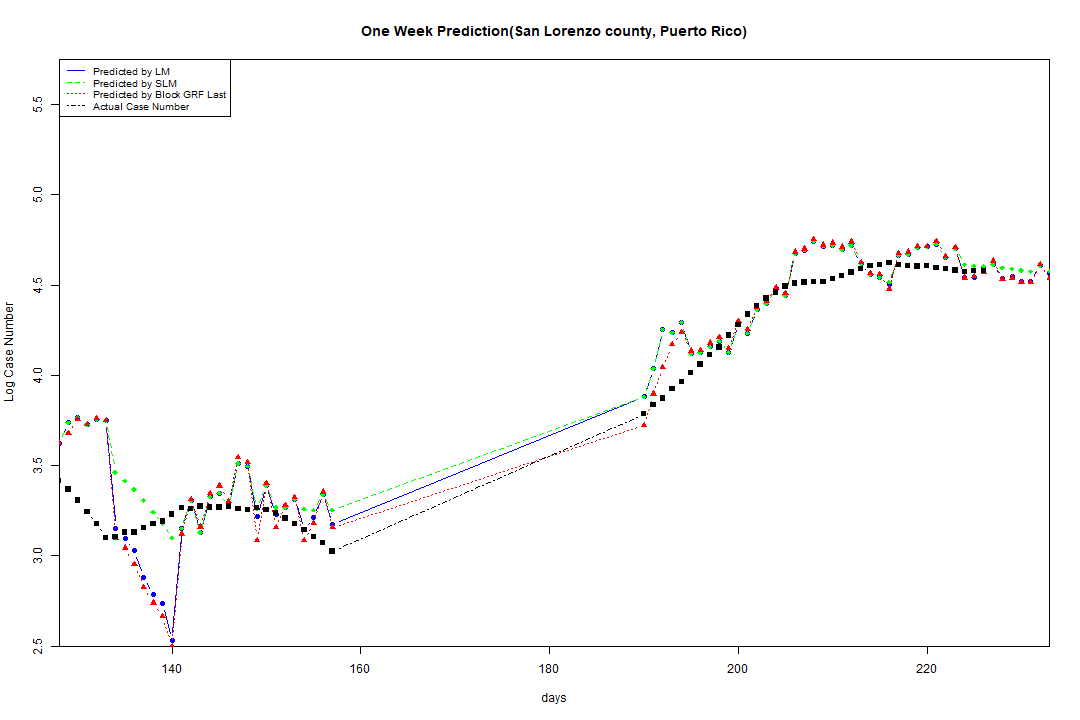 One Week Prediction(San Lorenzo county, Puerto Rico)
Predicted by LM
Predicted by SLM
Predicted by Block GRF Last
Actual Case Number
Log Case Number
5.5
5.0
4.5
4.0
3.5
3.0
2.5
140 160 180 200 220
days